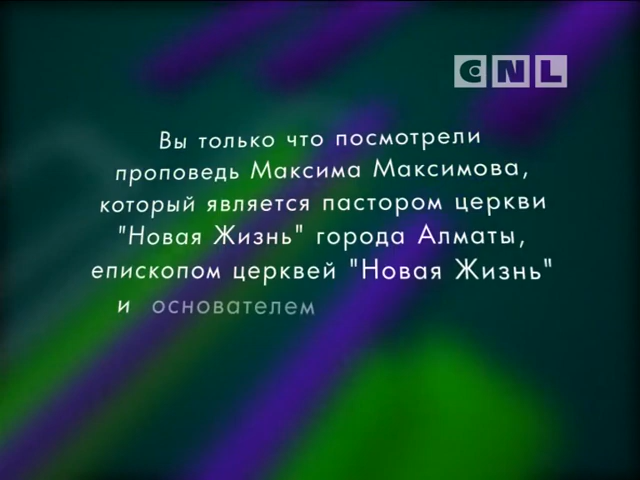 CNL
Вы только что посмотрели
проповедь Максима Максимова,
который является пастором церкви
"Новая Жизнь" города Алматы,
епископом церквей "Новая Жизнь"
и основателем